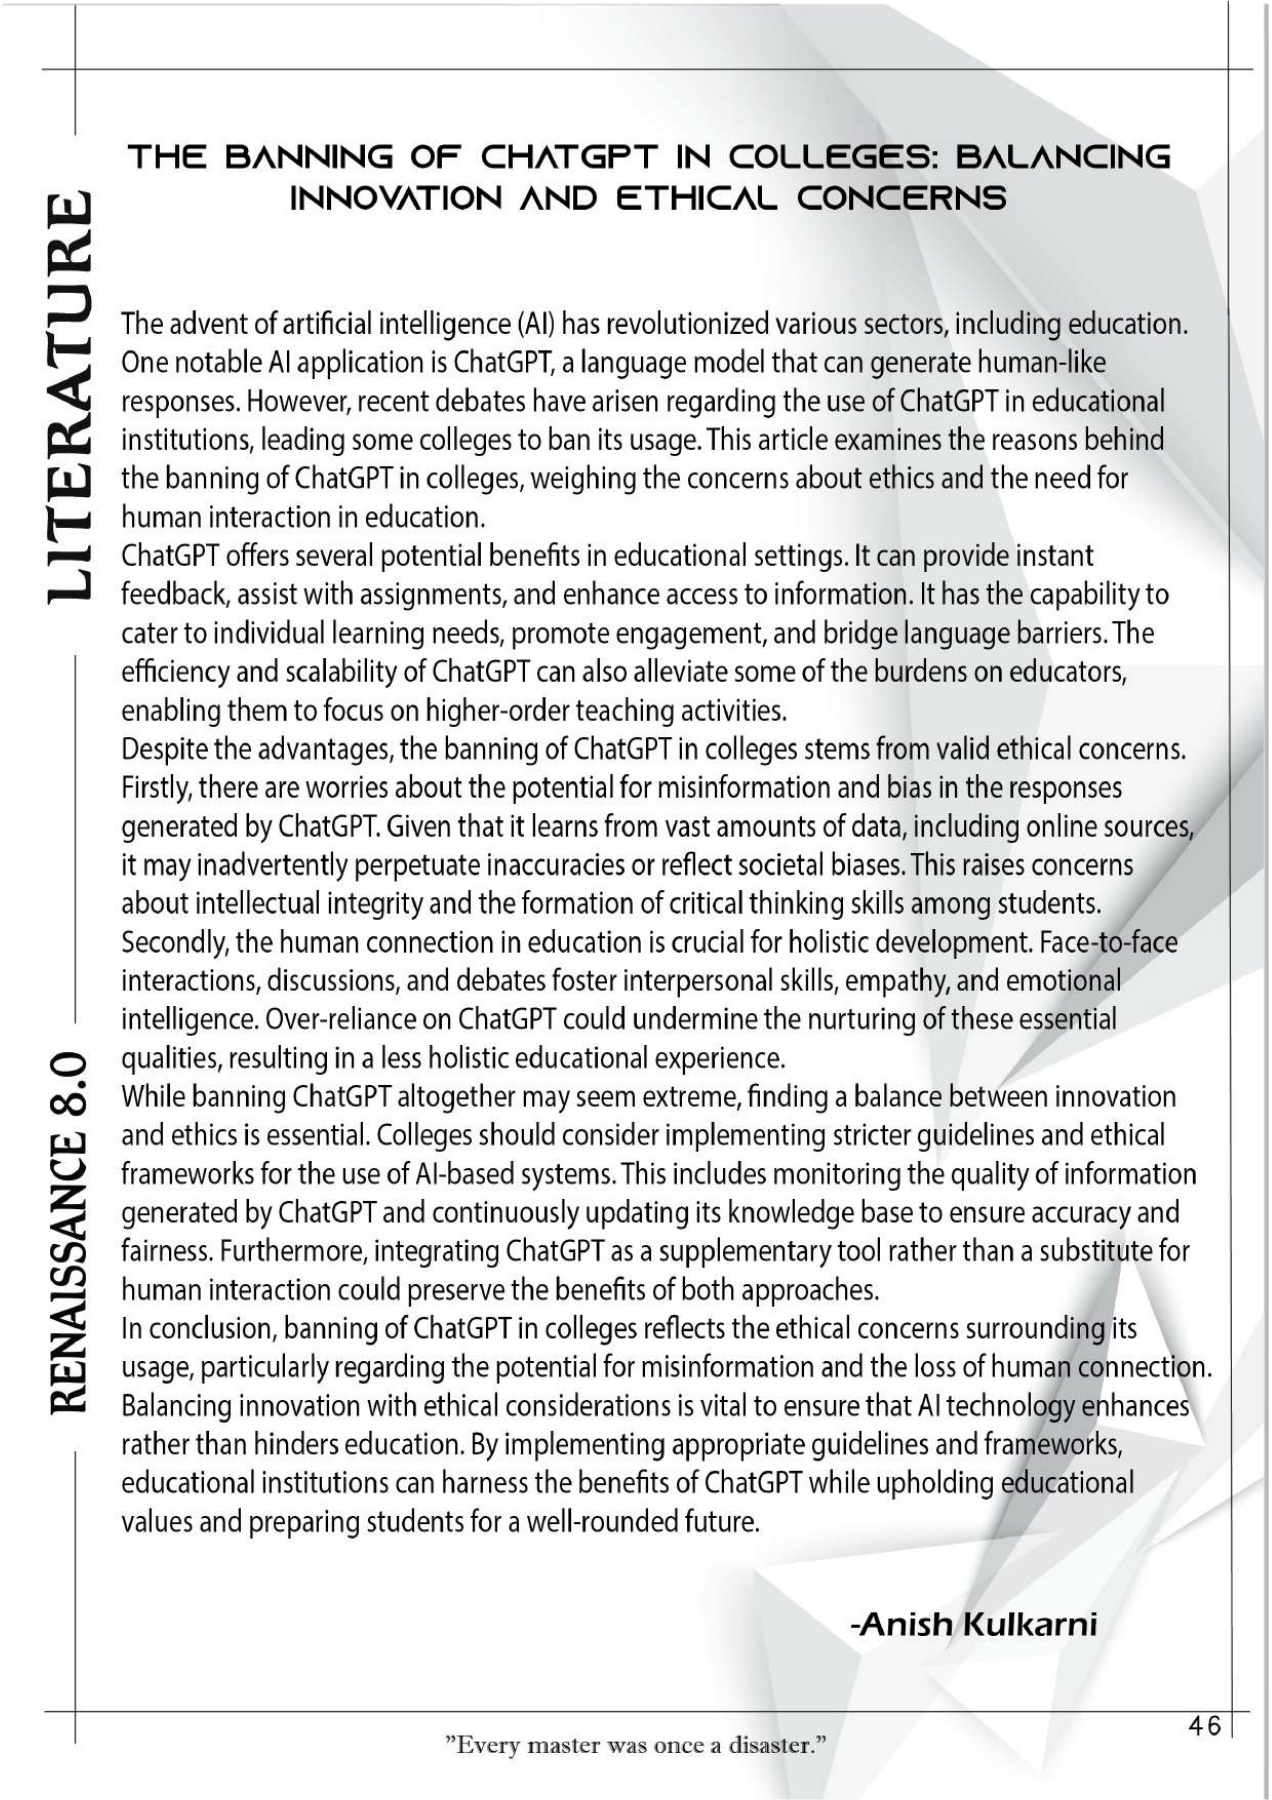 THE BANNING OF CHATGPT IN COLLEGES: BALANCING
INNOVATION AND ETHICAL CONCERNS
LITERATURE
RENAISSANCE 8.0
The advent of artificial intelligence (AI) has revolutionized various sectors, including education.
One notable AI application is ChatGPT, a language model that can generate human-like
responses. However, recent debates have arisen regarding the use of ChatGPT in educational
institutions, leading some colleges to ban its usage. This article examines the reasons behind
the banning of ChatGPT in colleges, weighing the concerns about ethics and the need for
human interaction in education.
ChatGPT offers several potential benefits in educational settings. It can provide instant
feedback, assist with assignments, and enhance access to information. It has the capability to
cater to individual learning needs, promote engagement, and bridge language barriers. The
efficiency and scalability of ChatGPT can also alleviate some of the burdens on educators,
enabling them to focus on higher-order teaching activities.
Despite the advantages, the banning of ChatGPT in colleges stems from valid ethical concerns.
Firstly, there are worries about the potential for misinformation and bias in the responses
generated by ChatGPT. Given that it learns from vast amounts of data, including online sources,
it may inadvertently perpetuate inaccuracies or reflect societal biases. This raises concerns
about intellectual integrity and the formation of critical thinking skills among students.
Secondly, the human connection in education is crucial for holistic development. Face-to-face
interactions, discussions, and debates foster interpersonal skills, empathy, and emotional
intelligence. Over-reliance on ChatGPT could undermine the nurturing of these essential
qualities, resulting in a less holistic educational experience.
While banning ChatGPT altogether may seem extreme, finding a balance between innovation
and ethics is essential. Colleges should consider implementing stricter guidelines and ethical
frameworks for the use of AI-based systems. This includes monitoring the quality of information
generated by ChatGPT and continuously updating its knowledge base to ensure accuracy and
fairness. Furthermore, integrating ChatGPT as a supplementary tool rather than a substitute for
human interaction could preserve the benefits of both approaches.
In conclusion, banning of ChatGPT in colleges reflects the ethical concerns surrounding its
usage, particularly regarding the potential for misinformation and the loss of human connection.
Balancing innovation with ethical considerations is vital to ensure that AI technology enhances
rather than hinders education. By implementing appropriate guidelines and frameworks,
educational institutions can harness the benefits of ChatGPT while upholding educational
values and preparing students for a well-rounded future.
-Anish Kulkarni
46
”Every master was once a disaster.”